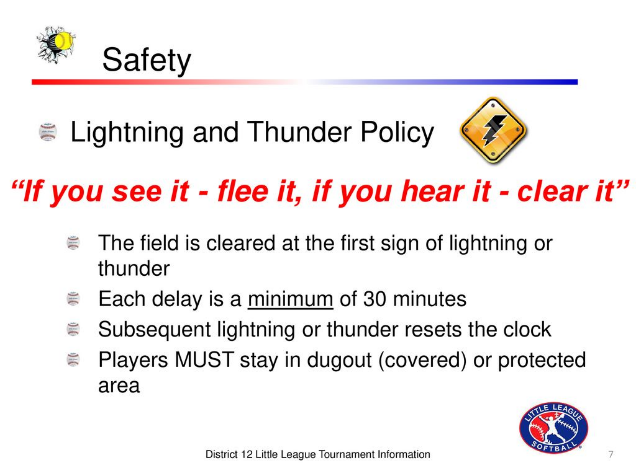 Safety
Lightning and Thunder Policy
“If you see it - flee it, if you hear it - clear it”
The field is cleared at the first sign of lightning or
thunder
Each delay is a minimum of 30 minutes
Subsequent lightning or thunder resets the clock
Players MUST stay in dugout (covered) or protected
area
LITTLE LEAGUE
SOFTBALL
District 12 Little League Tournament Information
7